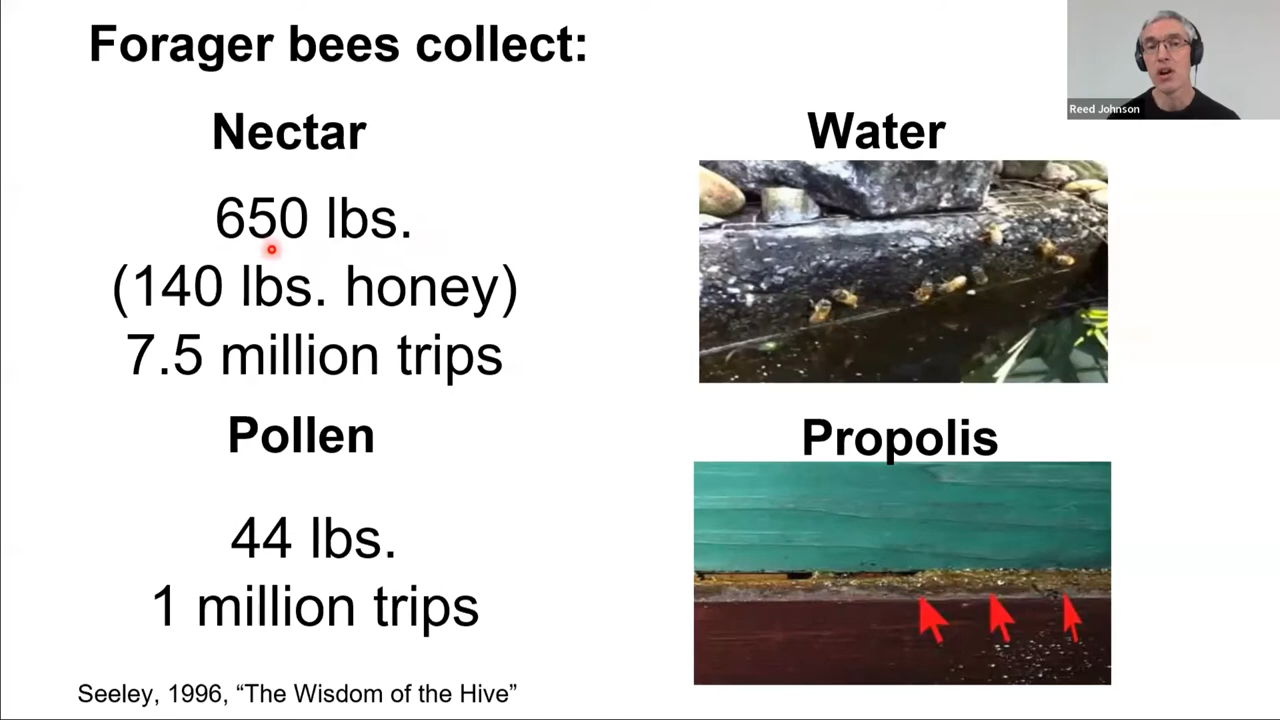 Forager bees collect:
Nectar
650 lbs.
(140 lbs. honey)
7.5 million trips
Pollen
44 lbs.
1 million trips
Seeley, 1996, “The Wisdom of the Hive”
Water
Propolis
Reed Johnson